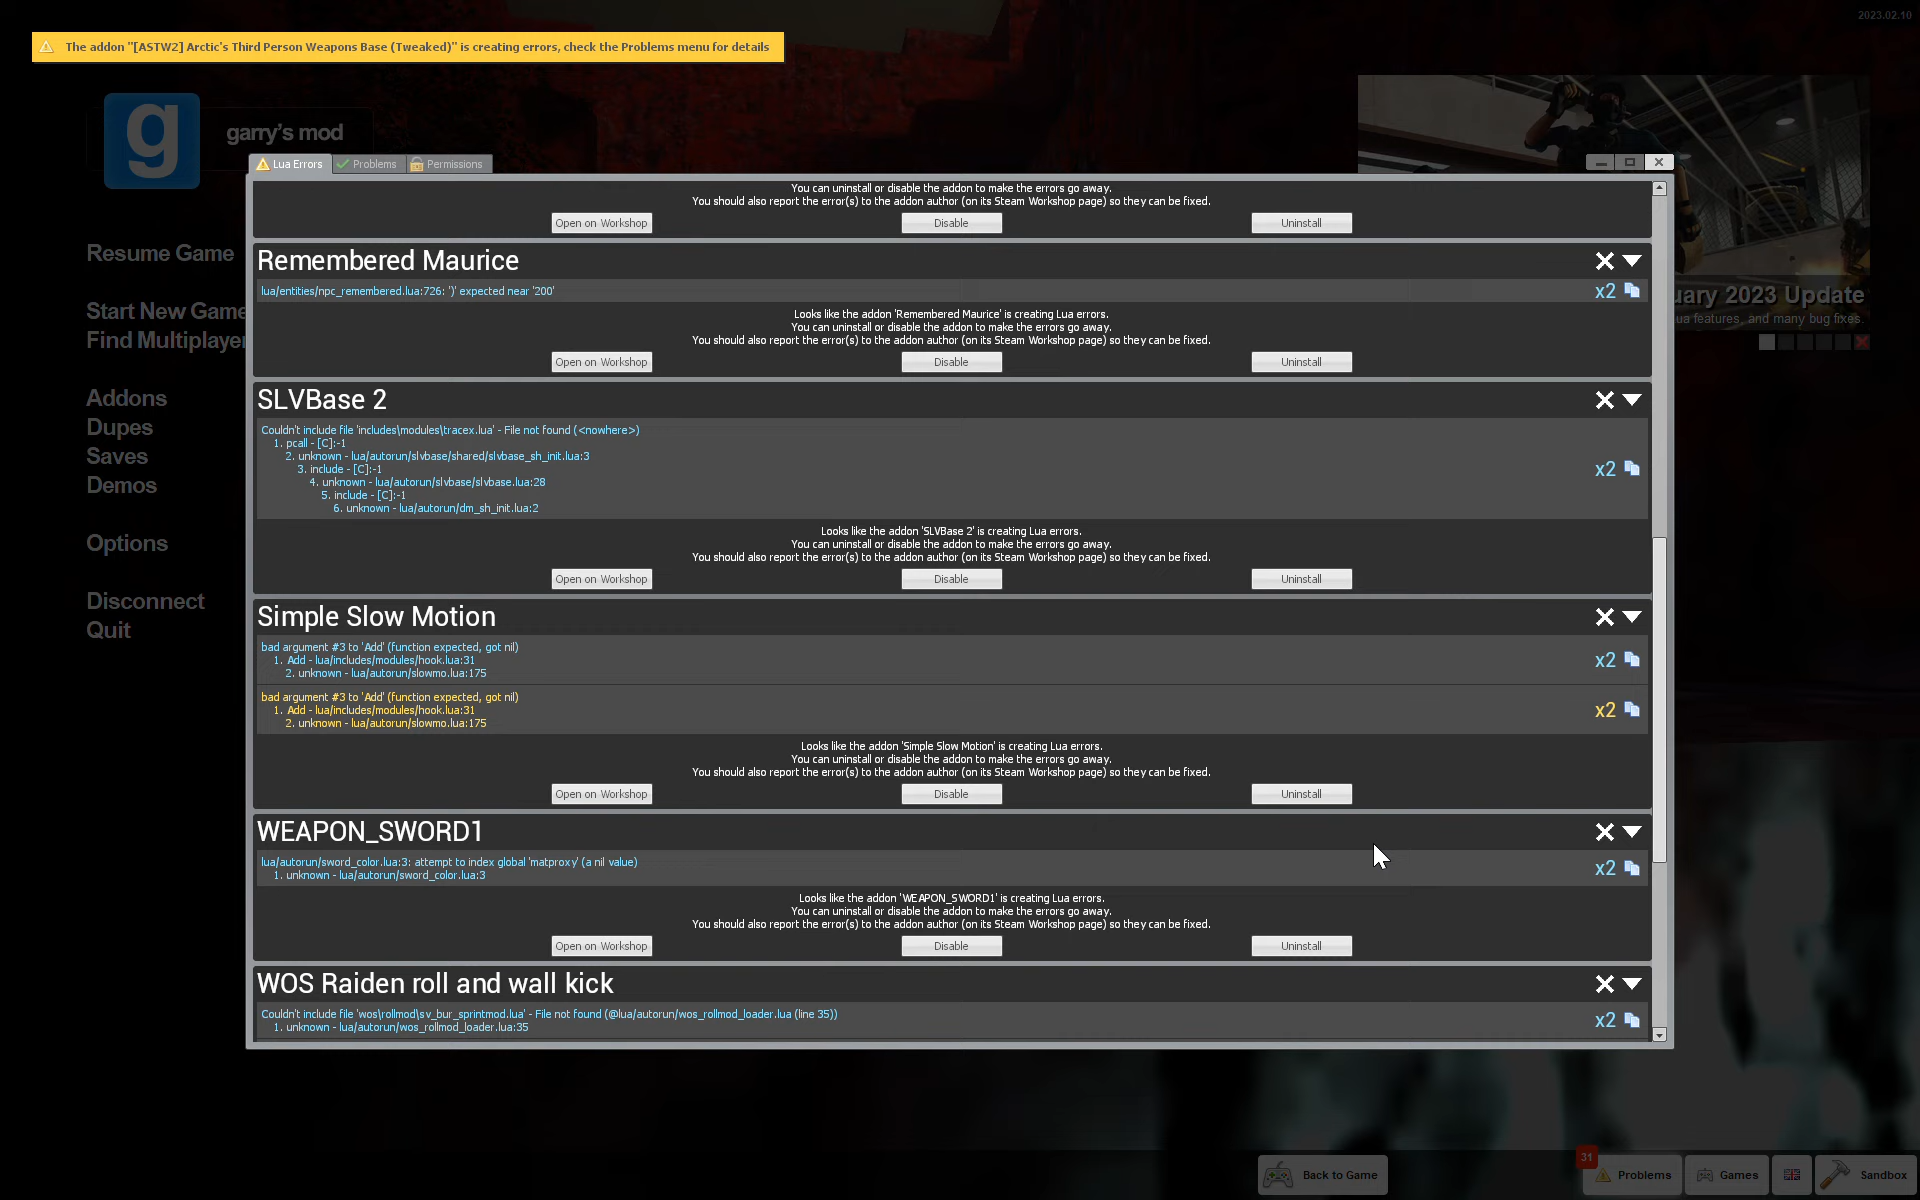 2023.02.10
The addon "[ASTW2] Arctic's Third Person Weapons Base (Tweaked)" is creating errors, check the Problems menu for details
g
garry's mod
Lua Errors
Problems
Permissions
You can uninstall or disable the addon to make the errors go away.
You should also report the error(s) to the addon author (on its Steam Workshop page) so they can be fixed.
Open on Workshop
Disable
Uninstall
Resume Game
Start New Game
Find Multiplayer
Addons
Dupes
Saves
Demos
Options
Disconnect
Quit
uary 2023 Update
ua features, and many bug fixes.
Remembered Maurice
lua/entities/npc_remembered.lua:726: ')' expected near '200'
x2
Looks like the addon 'Remembered Maurice' is creating Lua errors.
You can uninstall or disable the addon to make the errors go away.
You should also report the error(s) to the addon author (on its Steam Workshop page) so they can be fixed.
Open on Workshop
Disable
Uninstall
SLVBase 2
Couldn't include file 'includes\modules\tracex.lua' - File not found (<nowhere>)
1. pcall - [C]:-1
2. unknown - lua/autorun/slvbase/shared/slvbase_sh_init.lua:3
3. include - [C]:-1
4. unknown - lua/autorun/slvbase/slvbase.lua:28
5. include - [C]:-1
6. unknown - lua/autorun/dm_sh_init.lua:2
x2
Looks like the addon 'SLVBase 2' is creating Lua errors.
You can uninstall or disable the addon to make the errors go away.
You should also report the error(s) to the addon author (on its Steam Workshop page) so they can be fixed.
Open on Workshop
Disable
Uninstall
Simple Slow Motion
bad argument #3 to 'Add' (function expected, got nil)
1. Add - lua/includes/modules/hook.lua:31
2. unknown - lua/autorun/slowmo.lua:175
x2
bad argument #3 to 'Add' (function expected, got nil)
1. Add - lua/includes/modules/hook.lua:31
2. unknown - lua/autorun/slowmo.lua:175
x2
Looks like the addon 'Simple Slow Motion' is creating Lua errors.
You can uninstall or disable the addon to make the errors go away.
You should also report the error(s) to the addon author (on its Steam Workshop page) so they can be fixed.
Open on Workshop
Disable
Uninstall
WEAPON_SWORD1
lua/autorun/sword_color.lua:3: attempt to index global 'matproxy' (a nil value)
1. unknown - lua/autorun/sword_color.lua:3
x2
Looks like the addon 'WEAPON_SWORD1' is creating Lua errors.
You can uninstall or disable the addon to make the errors go away.
You should also report the error(s) to the addon author (on its Steam Workshop page) so they can be fixed.
Open on Workshop
Disable
Uninstall
WOS Raiden roll and wall kick
Couldn't include file 'wos\rollmod\sv_bur_sprintmod.lua' - File not found (@lua/autorun/wos_rollmod_loader.lua (line 35))
1. unknown - lua/autorun/wos_rollmod_loader.lua:35
x2
Back to Game
31
Problems
Games
Sandbox